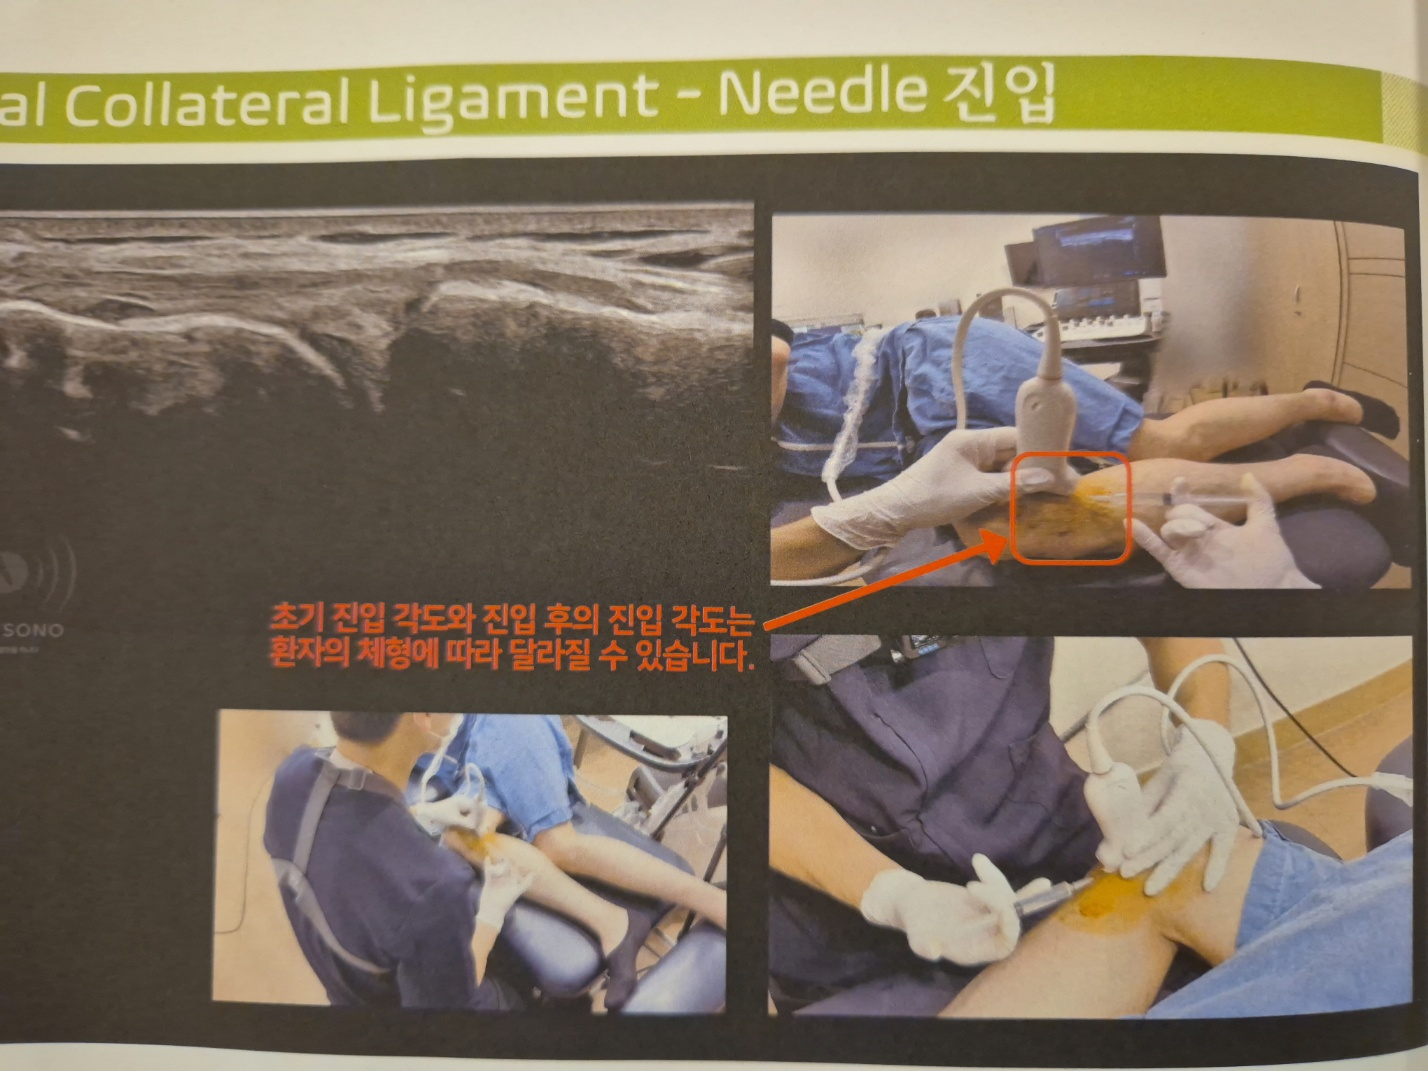 al Collateral Ligament - Needle 진입
SONO
초기 진입 각도와 진입 후의 진입 각도는
환자의 체형에 따라 달라질 수 있습니다.